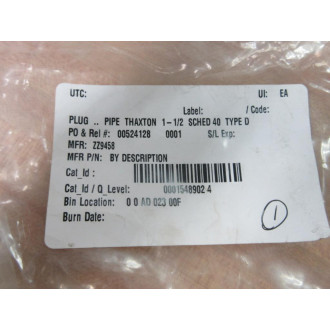 UTC: UI: EA
Label: / Code:
PLUG .. PIPE THAXTON 1-1/2 SCHED 40 TYPE D
PO & Rel #: 00524128 0001 S/L Exp:
MFR: ZZ9458
MFR P/N: BY DESCRIPTION
Cat_Id :
Cat_Id / Q_Level: 0001548902 4
Bin Location: 0 0 AD 023 00F
Burn Date:
1